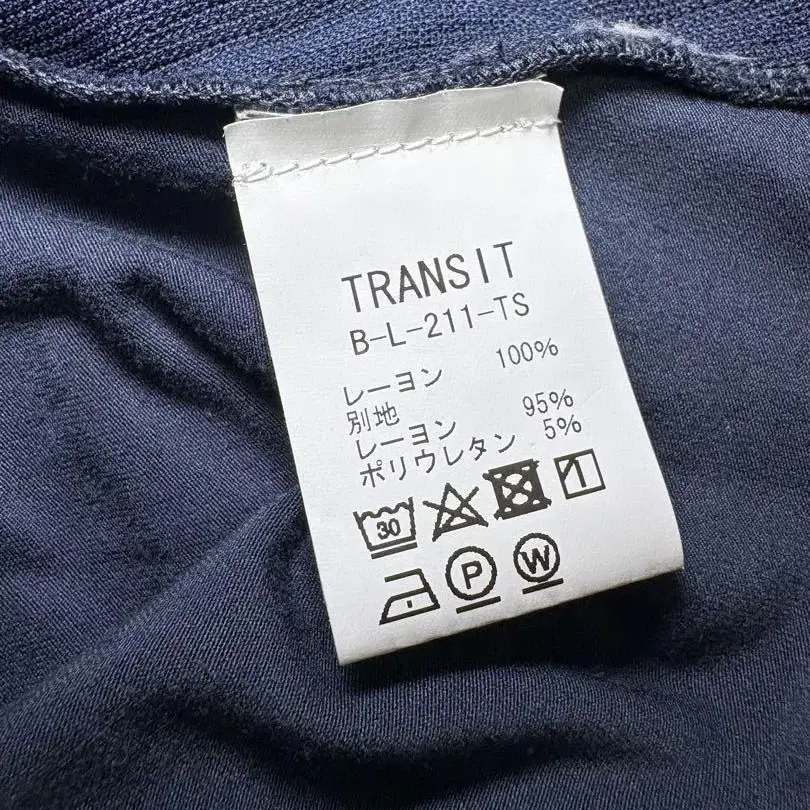 TRANSIT
B-L-211-TS
レーヨン 100%
別地
レーヨン 95%
ポリウレタン 5%
30
P W